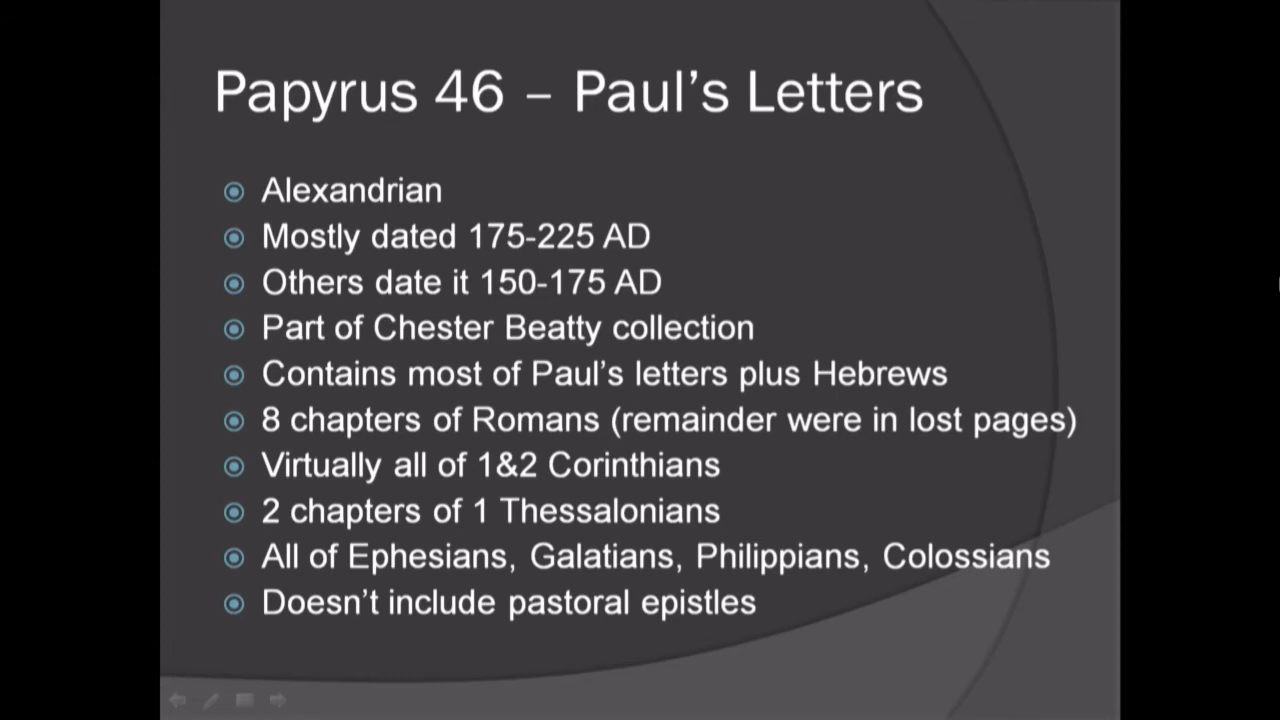 Papyrus 46 – Paul’s Letters
Alexandrian
Mostly dated 175-225 AD
Others date it 150-175 AD
Part of Chester Beatty collection
Contains most of Paul’s letters plus Hebrews
8 chapters of Romans (remainder were in lost pages)
Virtually all of 1&2 Corinthians
2 chapters of 1 Thessalonians
All of Ephesians, Galatians, Philippians, Colossians
Doesn’t include pastoral epistles